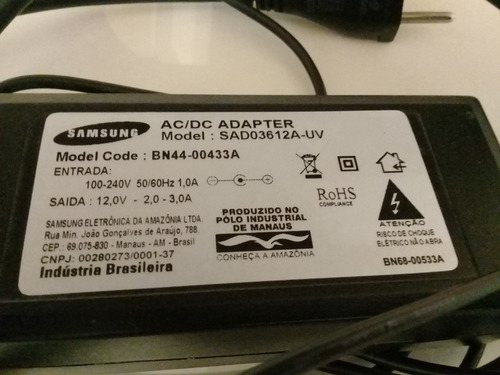 SAMSUNG
AC/DC ADAPTER
Model : SAD03612A-UV
Model Code : BN44-00433A
ENTRADA:
100-240V 50/60Hz 1,0A
SAIDA : 12,0V - 2,0 - 3,0A
SAMSUNG ELETRÔNICA DA AMAZÔNIA LTDA.
Rua Min. João Gonçalves de Araújo, 788.
CEP : 69.075-830 - Manaus - AM - Brasil
CNPJ: 00280273/0001-37
Indústria Brasileira
PRODUZIDO NO
PÓLO INDUSTRIAL
DE MANAUS
CONHEÇA A AMAZÔNIA
RoHS
COMPLIANCE
ATENÇÃO
RISCO DE CHOQUE
ELÉTRICO NÃO ABRA
BN68-00533A